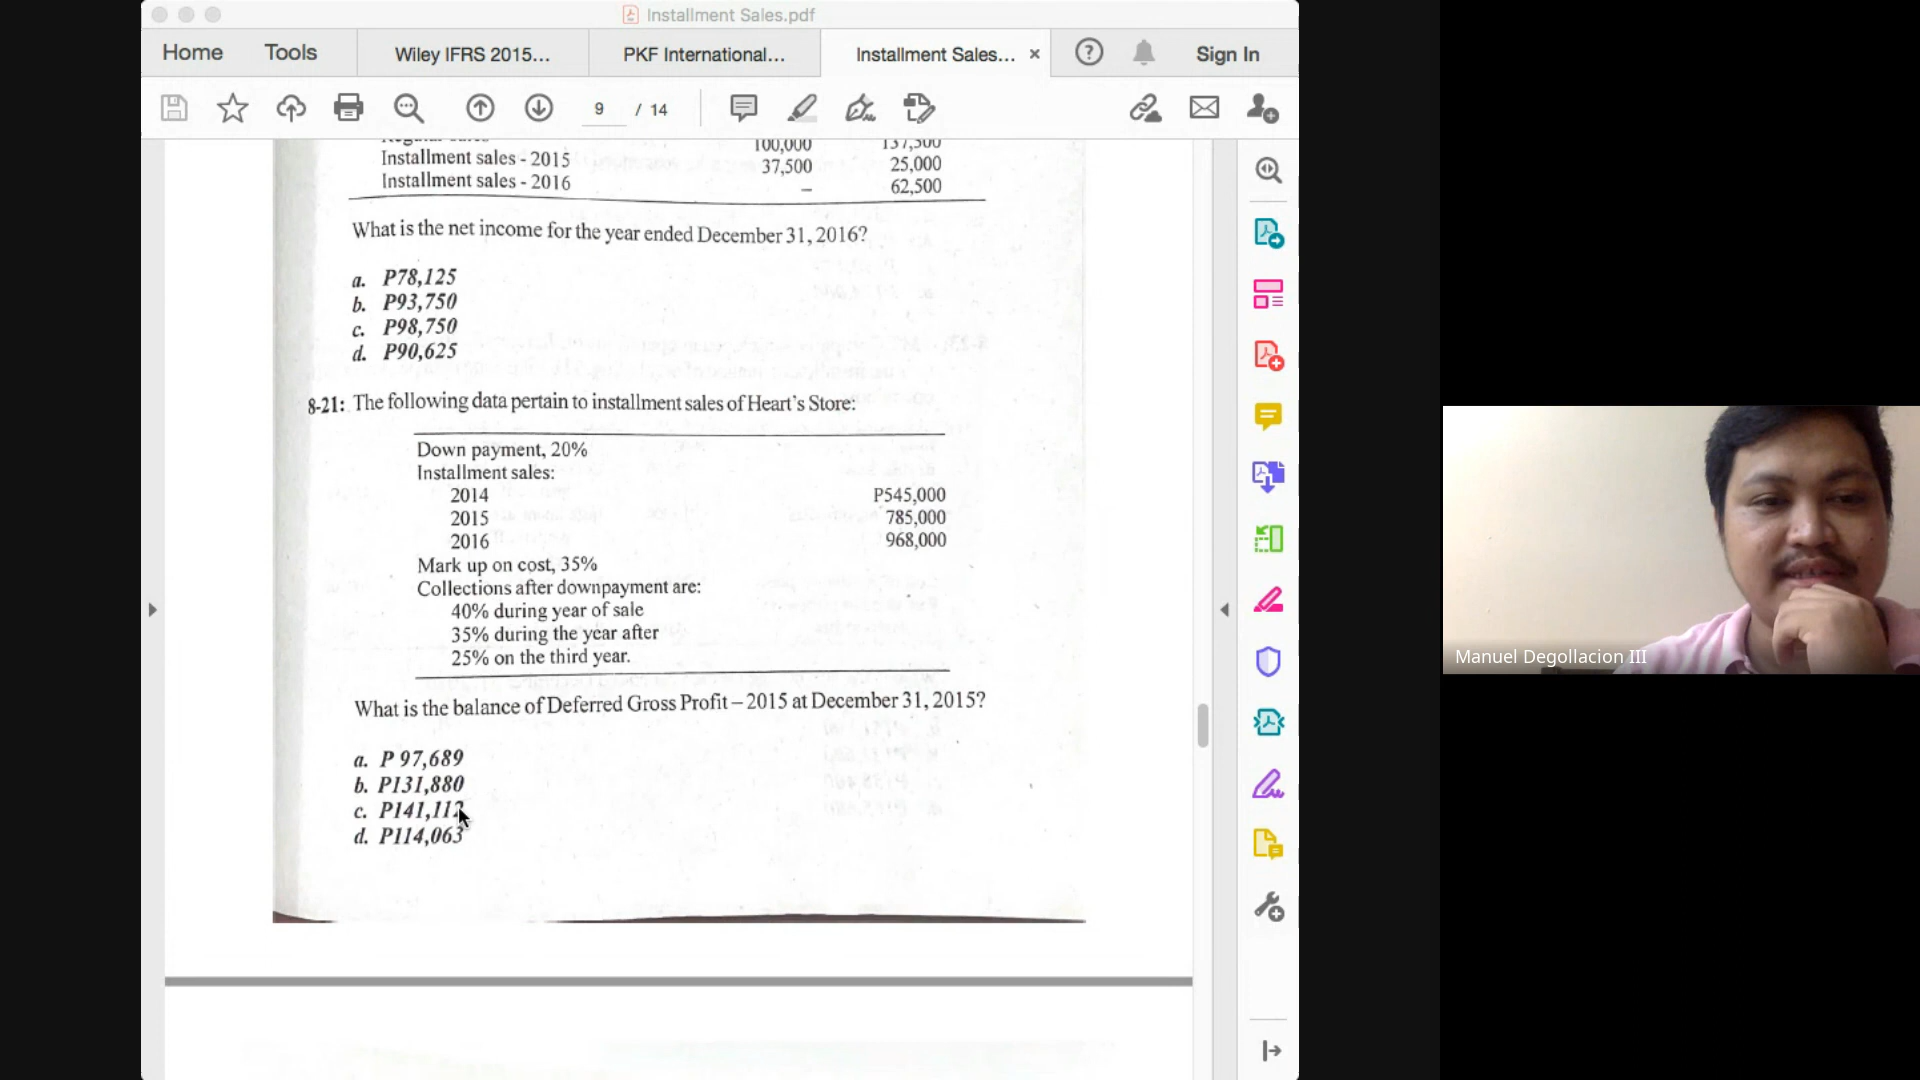 Installment Sales.pdf
Home Tools Wiley IFRS 2015... PKF International... Installment Sales... × Sign In
9 / 14
Regular sales 100,000 137,500
Installment sales - 2015 37,500 25,000
Installment sales - 2016 – 62,500
What is the net income for the year ended December 31, 2016?
a. P78,125
b. P93,750
c. P98,750
d. P90,625
8-21: The following data pertain to installment sales of Heart's Store:
Down payment, 20%
Installment sales:
2014 P545,000
2015 785,000
2016 968,000
Mark up on cost, 35%
Collections after downpayment are:
40% during year of sale
35% during the year after
25% on the third year.
What is the balance of Deferred Gross Profit – 2015 at December 31, 2015?
a. P 97,689
b. P131,880
c. P141,112
d. P114,063
Manuel Degollacion III